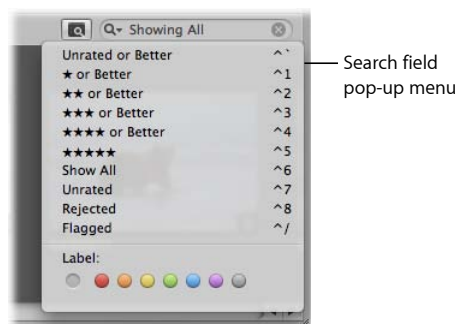 Showing All
Unrated or Better ^`
★ or Better ^1
★★ or Better ^2
★★★ or Better ^3
★★★★ or Better ^4
★★★★★ ^5
Show All ^6
Unrated ^7
Rejected ^8
Flagged ^/
Label:
Search field
pop-up menu